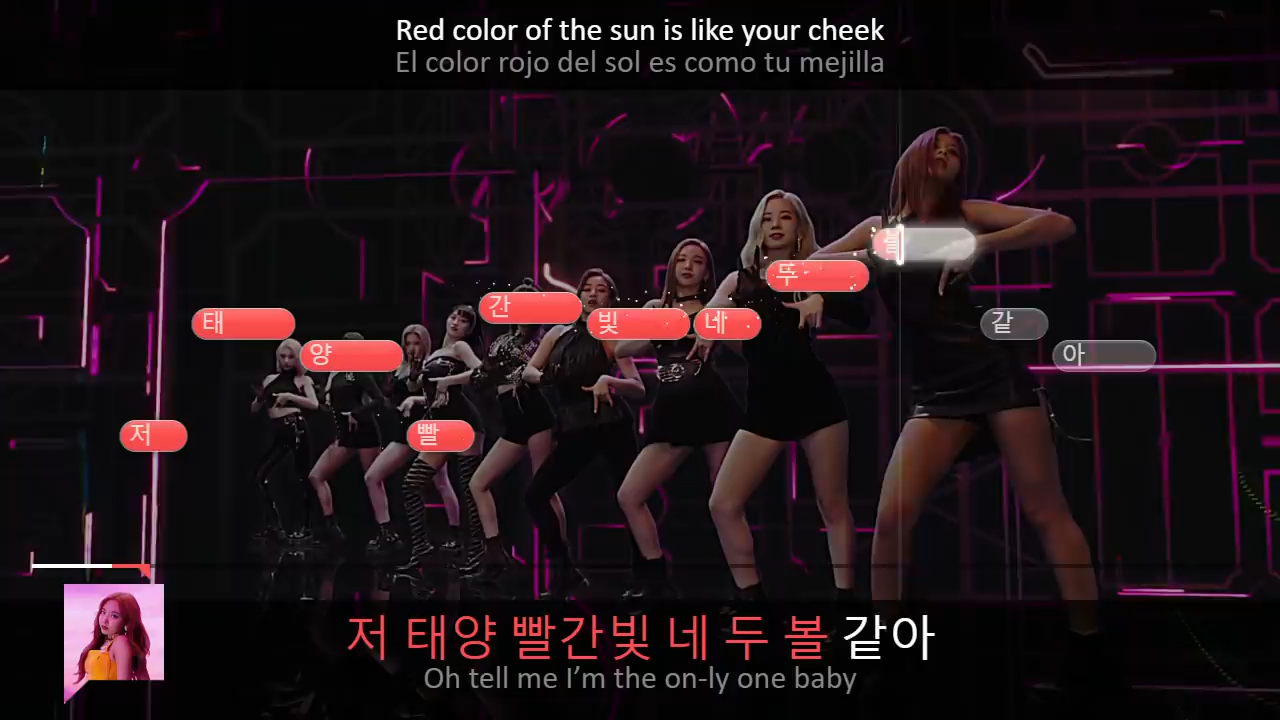 Red color of the sun is like your cheek
El color rojo del sol es como tu mejilla
저 태 양 빨 간 빛 네 두 볼 같 아
저 태양 빨간빛 네 두 볼 같아
Oh tell me I’m the on-ly one baby